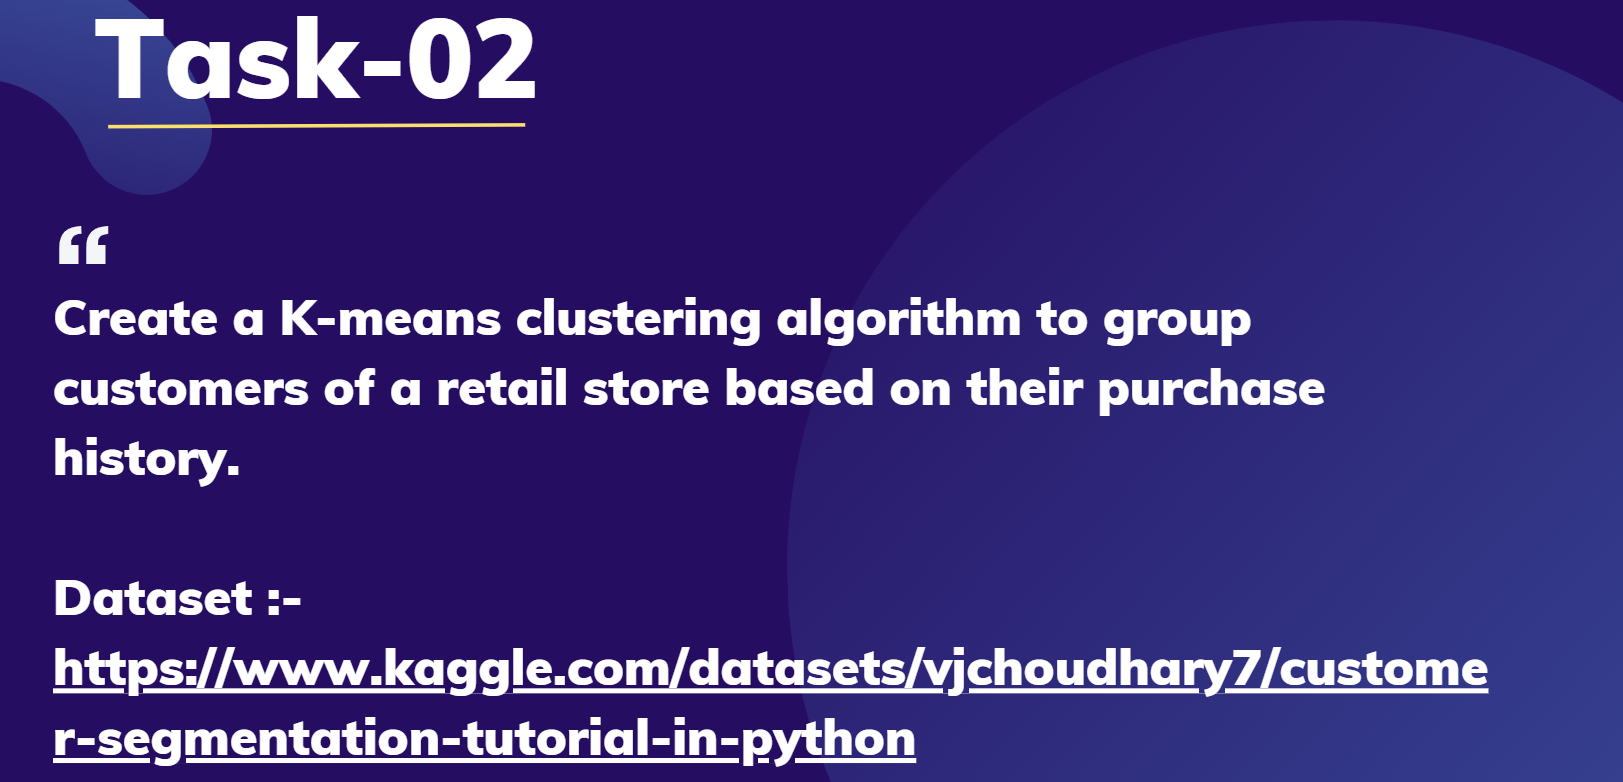 Task-02
“
Create a K-means clustering algorithm to group
customers of a retail store based on their purchase
history.
Dataset :-
https://www.kaggle.com/datasets/vjchoudhary7/custome
r-segmentation-tutorial-in-python